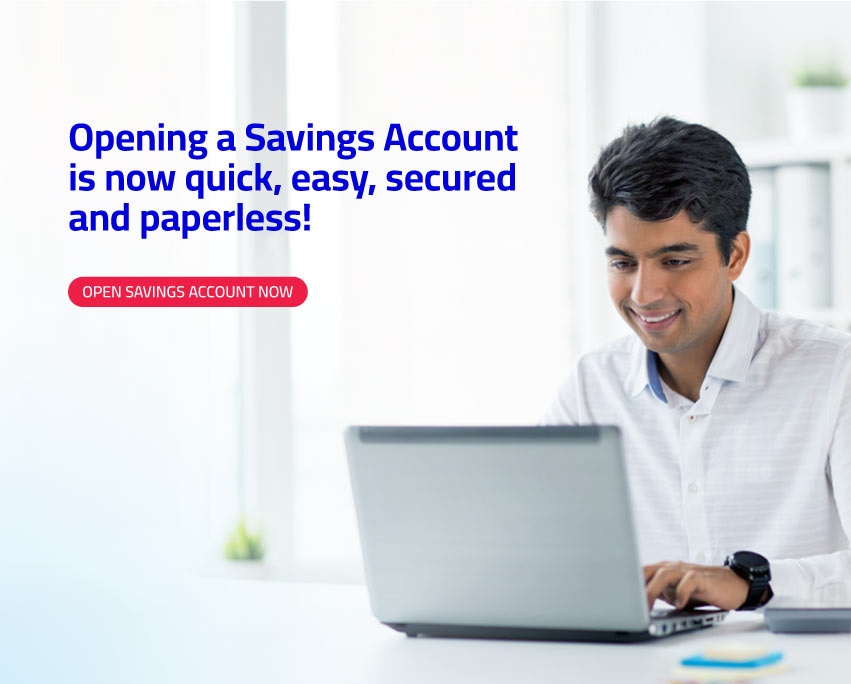 Opening a Savings Account
is now quick, easy, secured
and paperless!
OPEN SAVINGS ACCOUNT NOW